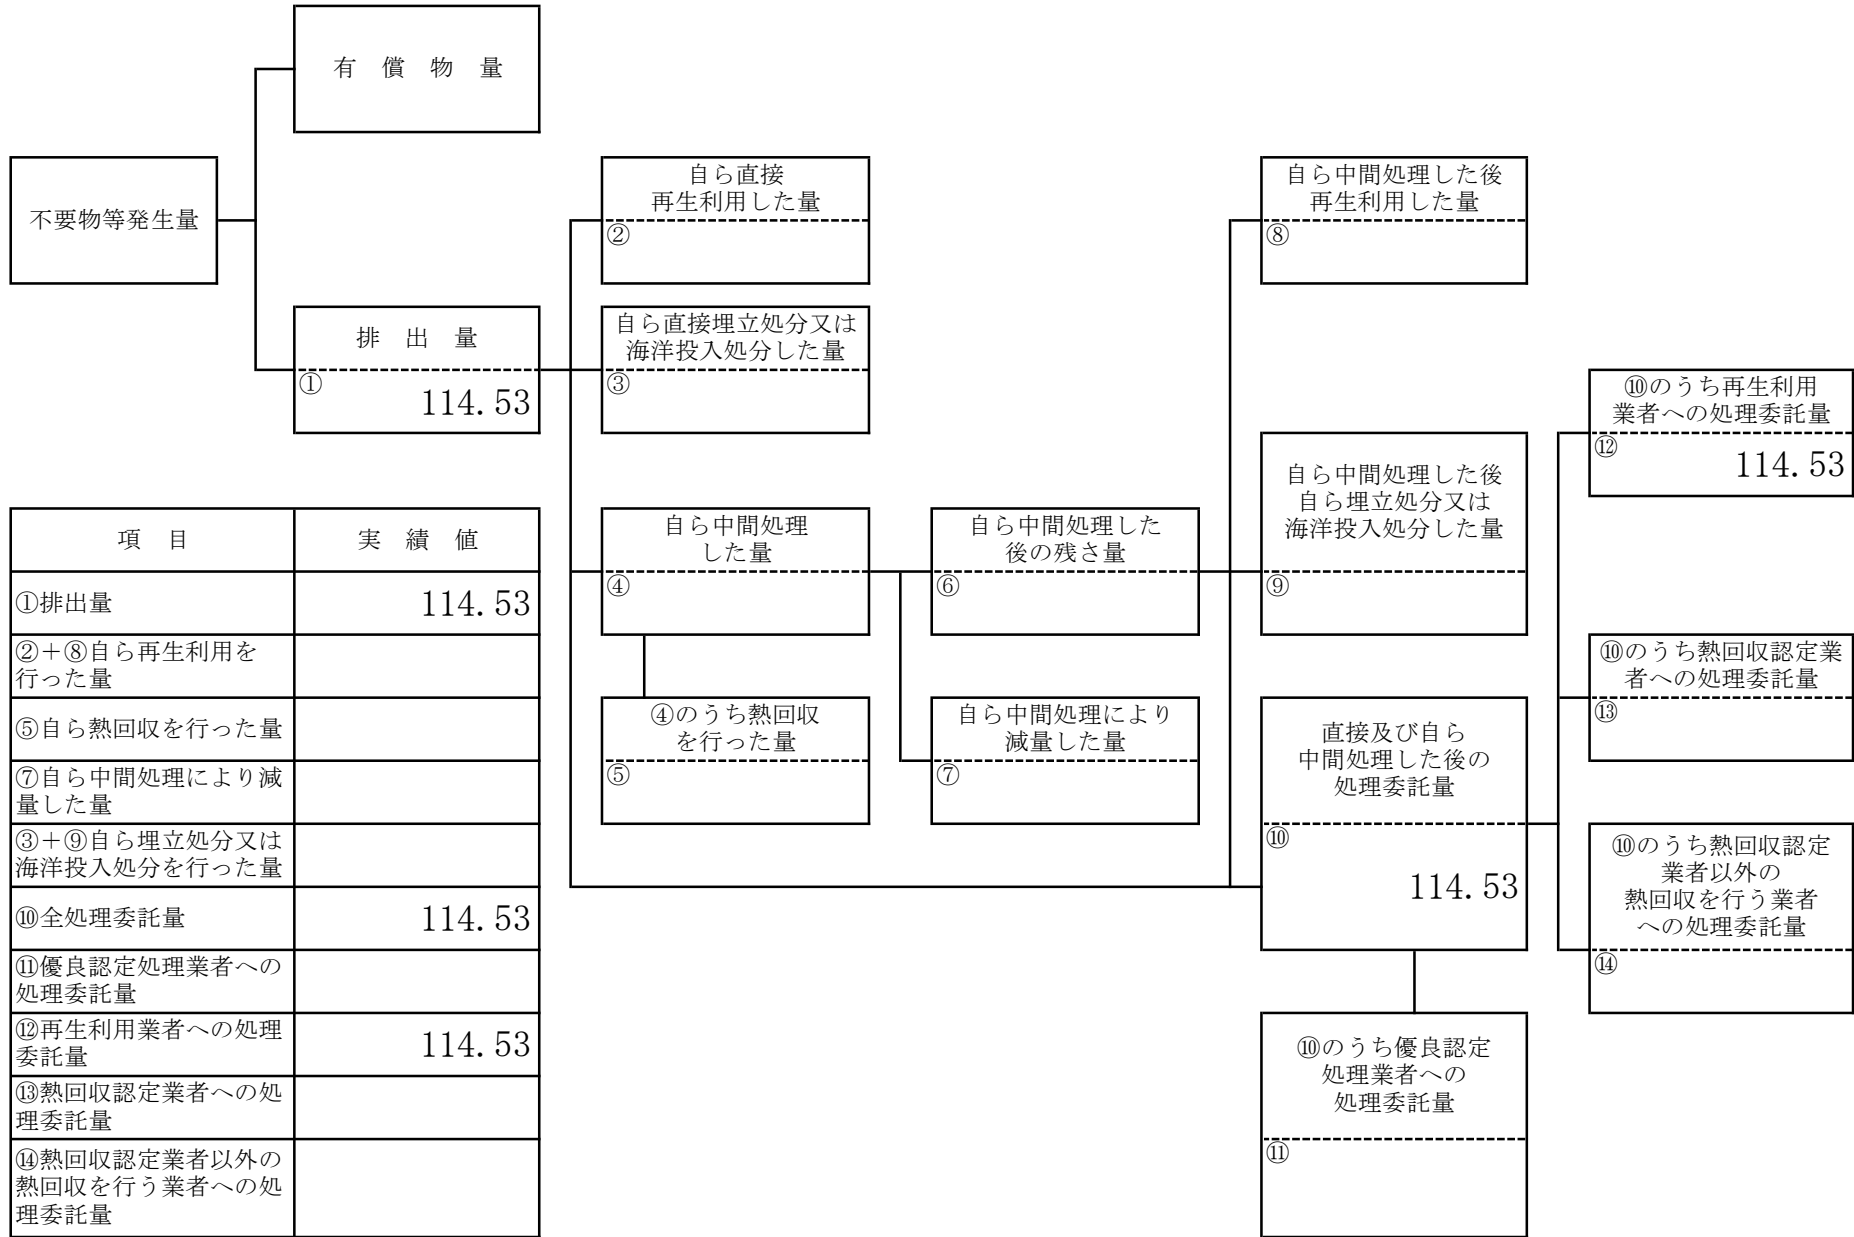 有 償 物 量
不要物等発生量
排 出 量
①
114.53
自ら直接
再生利用した量
②
自ら直接埋立処分又は
海洋投入処分した量
③
自ら中間処理
した量
④
④のうち熱回収
を行った量
⑤
自ら中間処理した
後の残さ量
⑥
自ら中間処理により
減量した量
⑦
自ら中間処理した後
再生利用した量
⑧
自ら中間処理した後
自ら埋立処分又は
海洋投入処分した量
⑨
直接及び自ら
中間処理した後の
処理委託量
⑩
114.53
⑩のうち優良認定
処理業者への
処理委託量
⑪
⑩のうち再生利用
業者への処理委託量
⑫
114.53
⑩のうち熱回収認定業
者への処理委託量
⑬
⑩のうち熱回収認定
業者以外の
熱回収を行う業者
への処理委託量
⑭
項 目 実 績 値
①排出量 114.53
②＋⑧自ら再生利用を
行った量
⑤自ら熱回収を行った量
⑦自ら中間処理により減
量した量
③＋⑨自ら埋立処分又は
海洋投入処分を行った量
⑩全処理委託量 114.53
⑪優良認定処理業者への
処理委託量
⑫再生利用業者への処理
委託量 114.53
⑬熱回収認定業者への処
理委託量
⑭熱回収認定業者以外の
熱回収を行う業者への処
理委託量